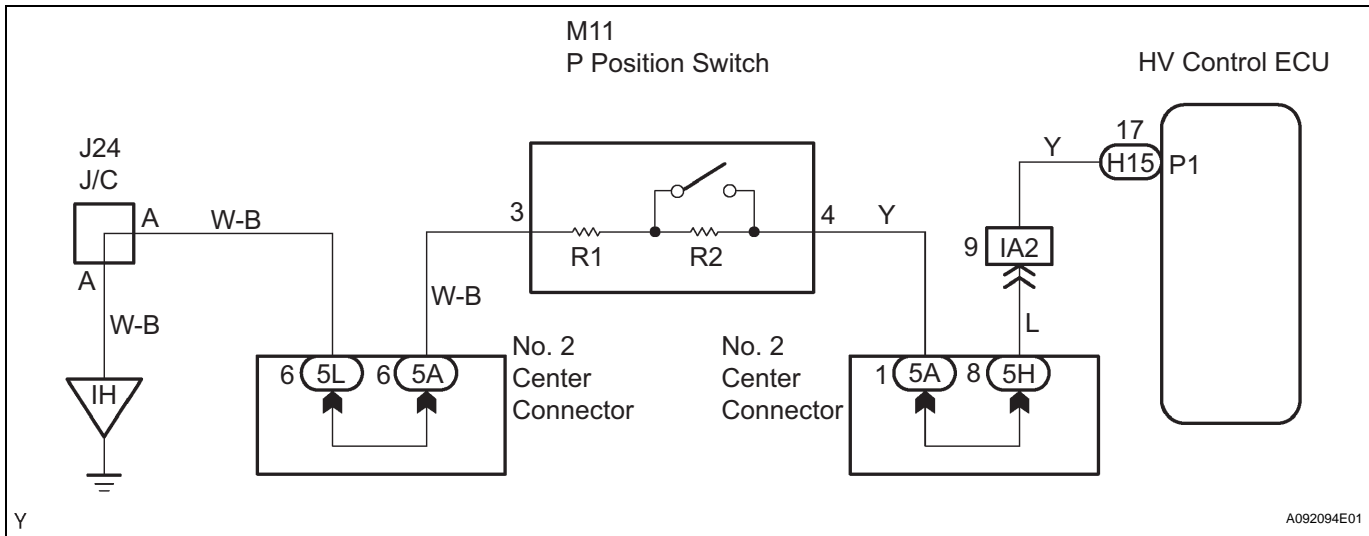 M11
P Position Switch
HV Control ECU
J24
J/C
A
W-B
A
W-B
IH
6 5L
6 5A
W-B
No. 2
Center
Connector
3
R1
R2
4
Y
No. 2
Center
Connector
1 5A
8 5H
L
9 IA2
Y
17
H15
P1
Y
A092094E01